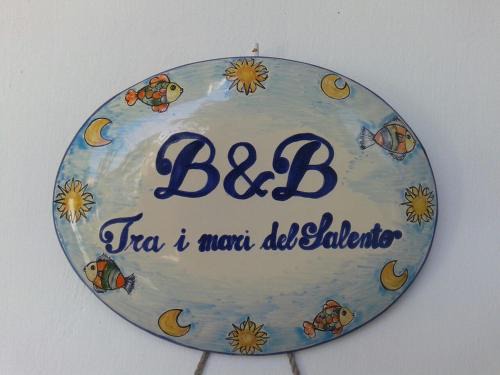 B&B
Tra i mari del Salento